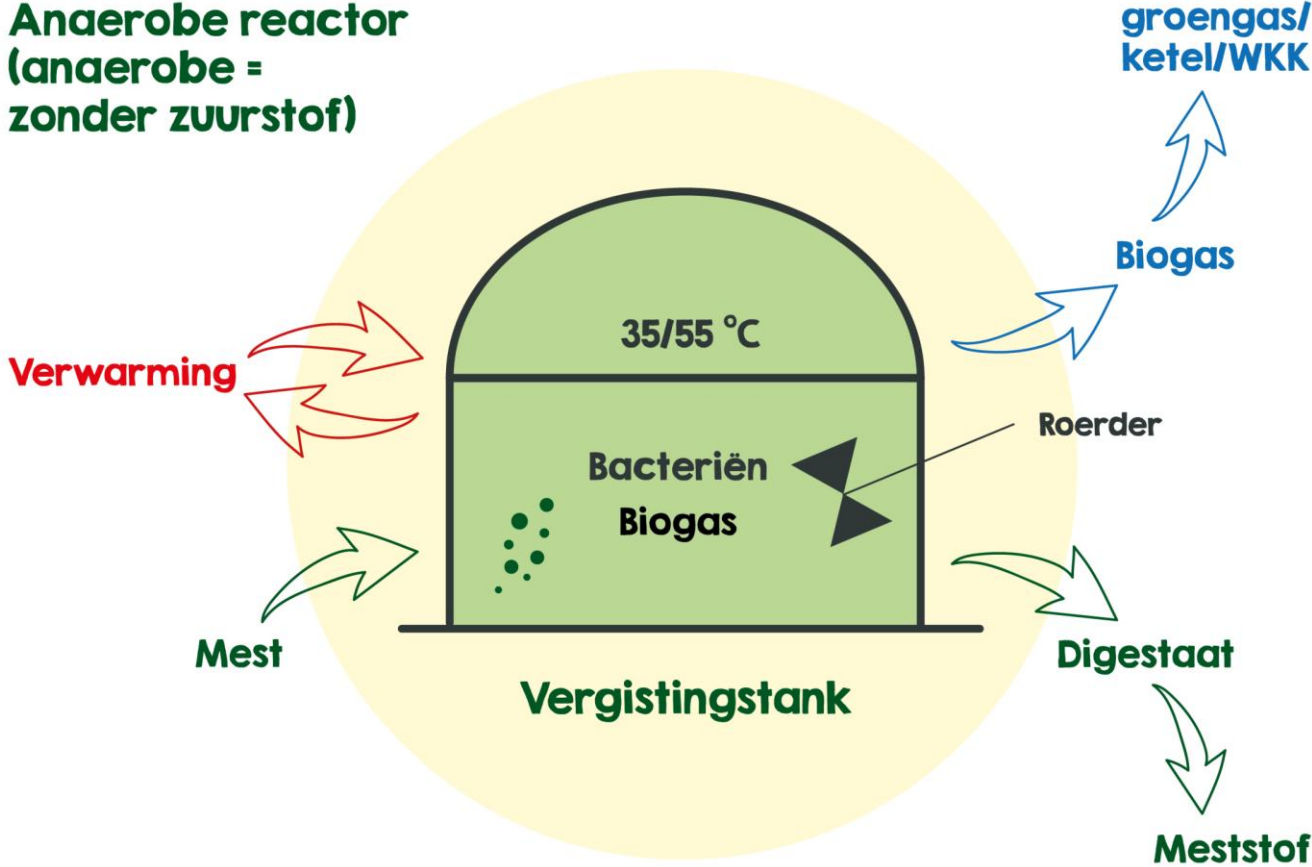 Anaerobe reactor
(anaerobe =
zonder zuurstof)
groengas/
ketel/WKK
Biogas
35/55 °C
Verwarming
Roerder
Bacteriën
Biogas
Mest
Digestaat
Vergistingstank
Meststof